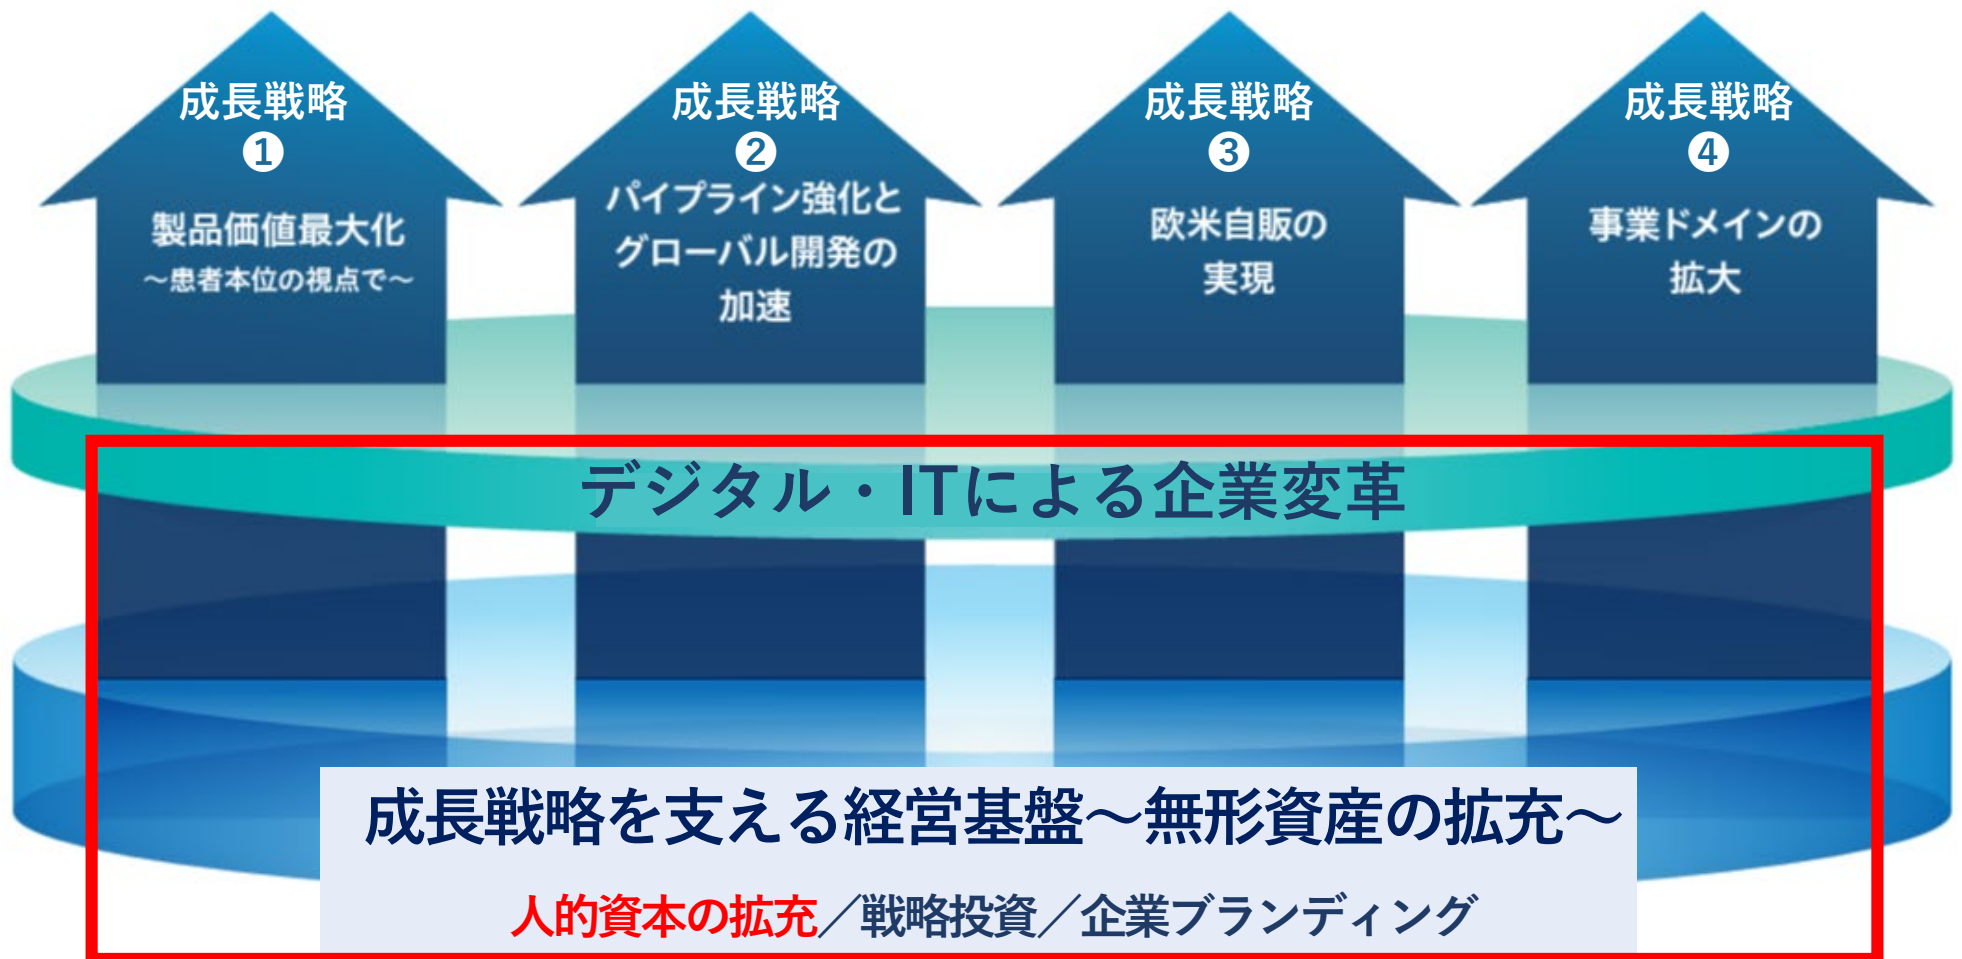 成長戦略
❶
製品価値最大化
～患者本位の視点で～
成長戦略
❷
パイプライン強化と
グローバル開発の
加速
成長戦略
❸
欧米自販の
実現
成長戦略
❹
事業ドメインの
拡大
デジタル・ITによる企業変革
成長戦略を支える経営基盤～無形資産の拡充～
人的資本の拡充／戦略投資／企業ブランディング